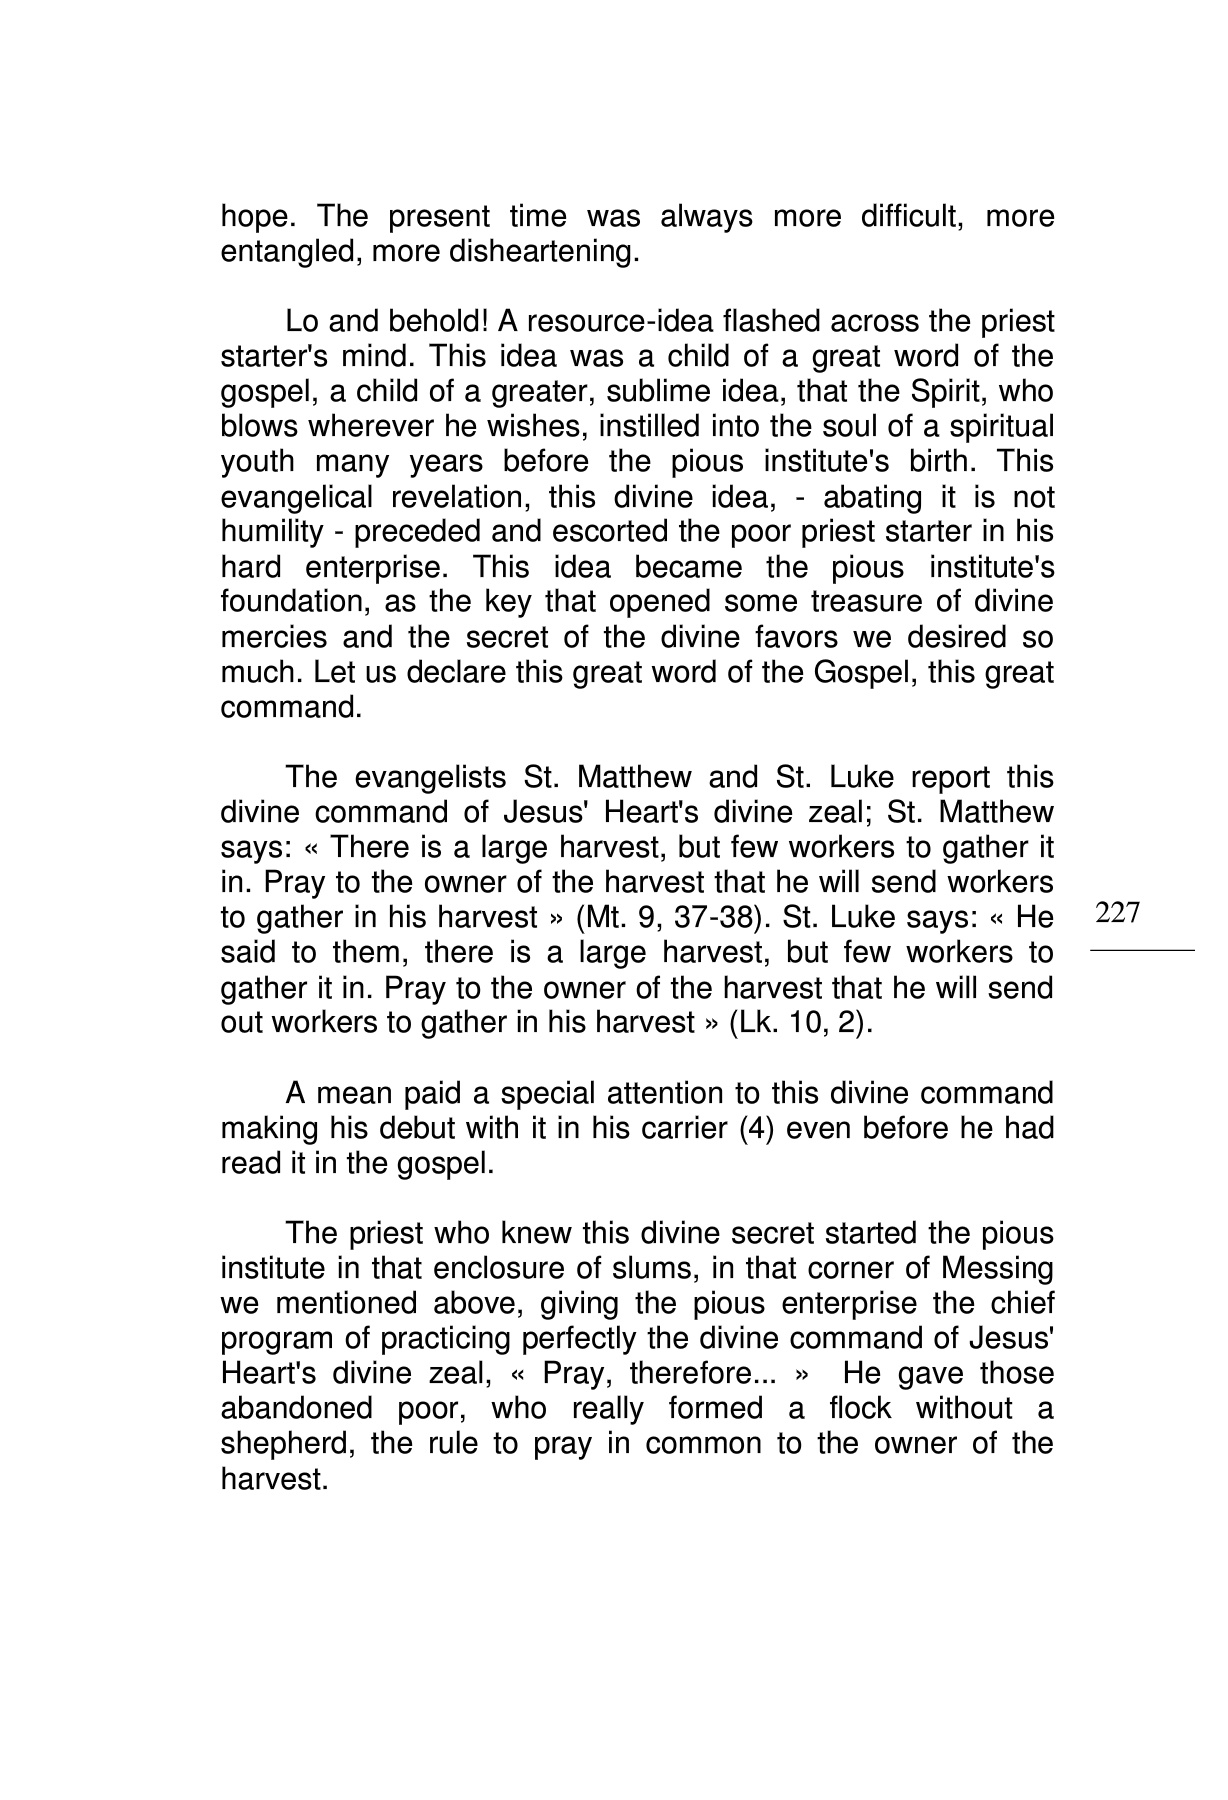 hope. The present time was always more difficult, more
entangled, more disheartening.
Lo and behold! A resource-idea flashed across the priest
starter's mind. This idea was a child of a great word of the
gospel, a child of a greater, sublime idea, that the Spirit, who
blows wherever he wishes, instilled into the soul of a spiritual
youth many years before the pious institute's birth. This
evangelical revelation, this divine idea, - abating it is not
humility - preceded and escorted the poor priest starter in his
hard enterprise. This idea became the pious institute's
foundation, as the key that opened some treasure of divine
mercies and the secret of the divine favors we desired so
much. Let us declare this great word of the Gospel, this great
command.
The evangelists St. Matthew and St. Luke report this
divine command of Jesus' Heart's divine zeal; St. Matthew
says: « There is a large harvest, but few workers to gather it
in. Pray to the owner of the harvest that he will send workers
to gather in his harvest » (Mt. 9, 37-38). St. Luke says: « He
said to them, there is a large harvest, but few workers to
gather it in. Pray to the owner of the harvest that he will send
out workers to gather in his harvest » (Lk. 10, 2).
A mean paid a special attention to this divine command
making his debut with it in his carrier (4) even before he had
read it in the gospel.
The priest who knew this divine secret started the pious
institute in that enclosure of slums, in that corner of Messing
we mentioned above, giving the pious enterprise the chief
program of practicing perfectly the divine command of Jesus'
Heart's divine zeal, « Pray, therefore... » He gave those
abandoned poor, who really formed a flock without a
shepherd, the rule to pray in common to the owner of the
harvest.
227